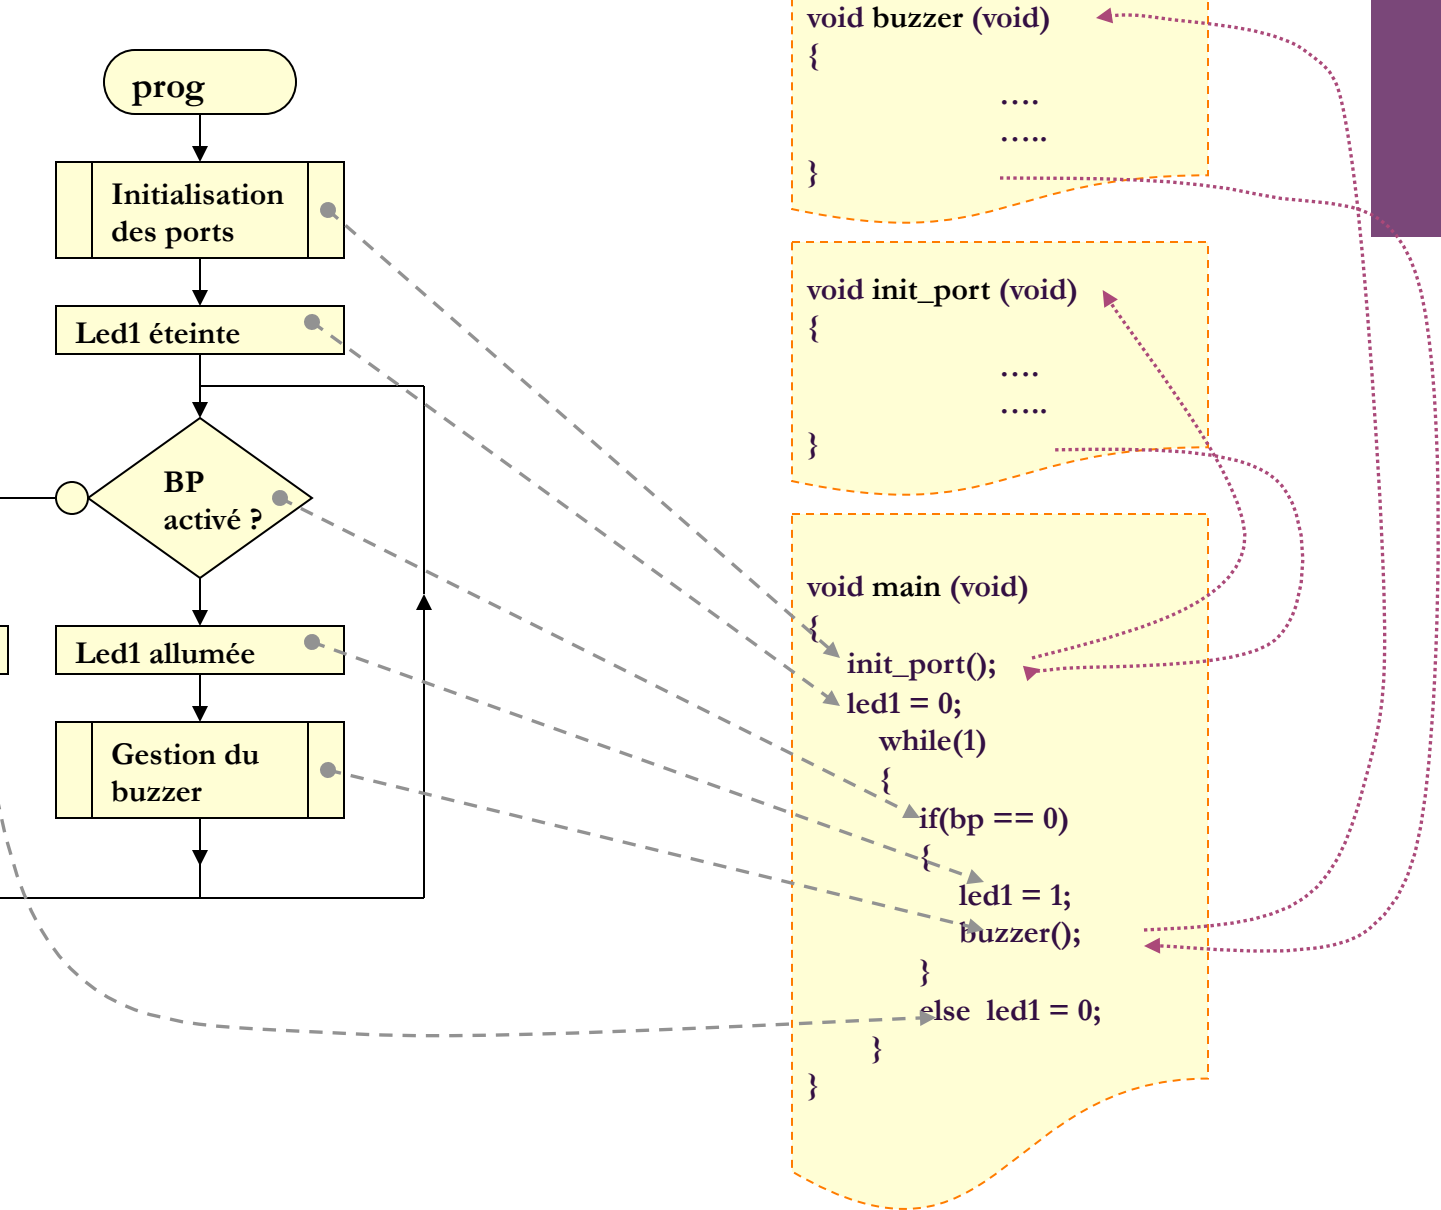 prog
Initialisation
des ports
Led1 éteinte
BP
activé ?
Led1 allumée
Gestion du
buzzer
void buzzer (void)
{
….
…..
}
void init_port (void)
{
….
…..
}
void main (void)
{
init_port();
led1 = 0;
while(1)
{
if(bp == 0)
{
led1 = 1;
buzzer();
}
else led1 = 0;
}
}